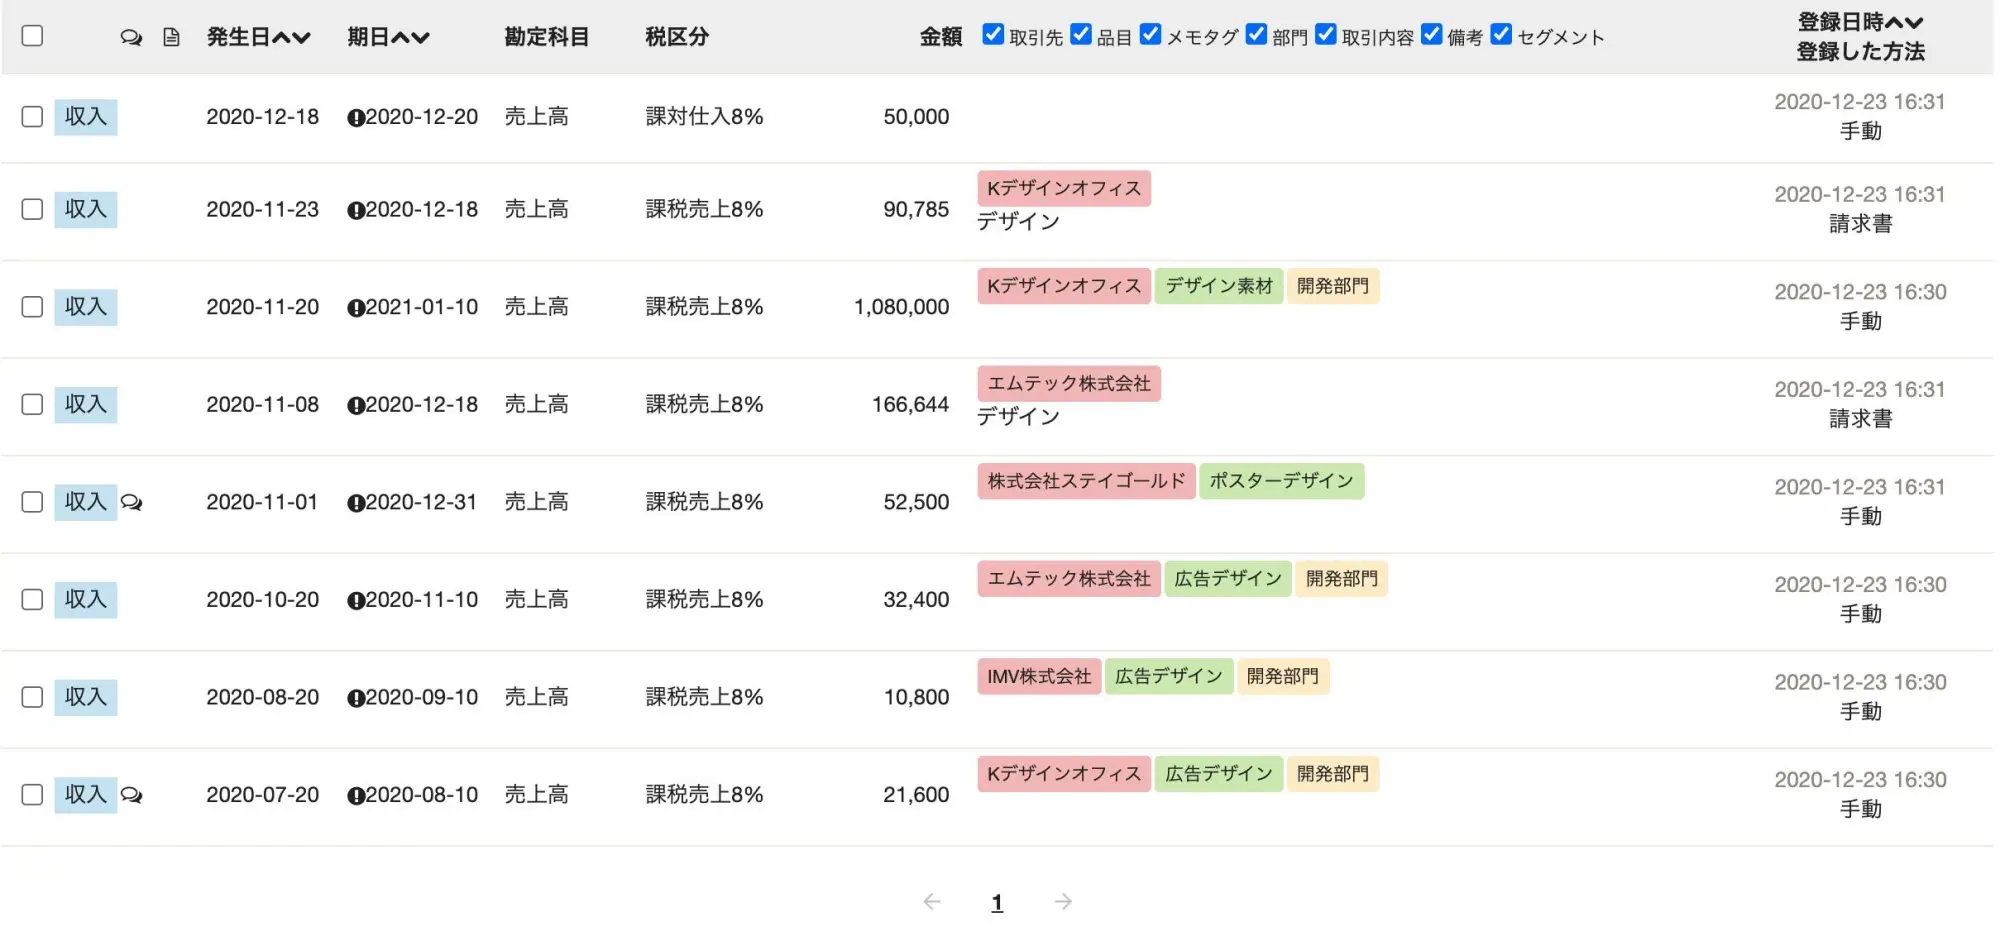 発生日 期日 勘定科目 税区分 金額 取引先 品目 メモタグ 部門 取引内容 備考 セグメント 登録日時
登録した方法
収入 2020-12-18 2020-12-20 売上高 課対仕入8% 50,000 2020-12-23 16:31
手動
収入 2020-11-23 2020-12-18 売上高 課税売上8% 90,785 Kデザインオフィス 2020-12-23 16:31
デザイン 請求書
収入 2020-11-20 2021-01-10 売上高 課税売上8% 1,080,000 Kデザインオフィス デザイン素材 開発部門 2020-12-23 16:30
手動
収入 2020-11-08 2020-12-18 売上高 課税売上8% 166,644 エムテック株式会社 2020-12-23 16:31
デザイン 請求書
収入 2020-11-01 2020-12-31 売上高 課税売上8% 52,500 株式会社ステイゴールド ポスターデザイン 2020-12-23 16:31
手動
収入 2020-10-20 2020-11-10 売上高 課税売上8% 32,400 エムテック株式会社 広告デザイン 開発部門 2020-12-23 16:30
手動
収入 2020-08-20 2020-09-10 売上高 課税売上8% 10,800 IMV株式会社 広告デザイン 開発部門 2020-12-23 16:30
手動
収入 2020-07-20 2020-08-10 売上高 課税売上8% 21,600 Kデザインオフィス 広告デザイン 開発部門 2020-12-23 16:30
手動
1